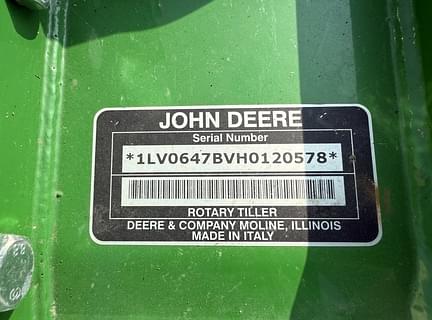 JOHN DEERE
Serial Number
*1LV0647BVH0120578*
ROTARY TILLER
DEERE & COMPANY MOLINE, ILLINOIS
MADE IN ITALY